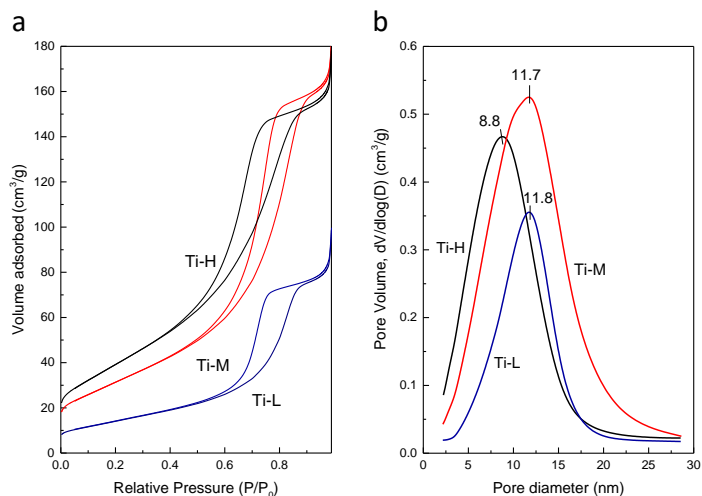 a
Volume adsorbed (cm³/g)
180
160
140
120
100
80
60
40
20
0
Ti-H
Ti-M
Ti-L
0.0
0.2
0.4
0.6
0.8
Relative Pressure (P/P₀)
b
Pore Volume, dV/dlog(D) (cm³/g)
0.6
0.5
0.4
0.3
0.2
0.1
0.0
11.7
8.8
11.8
Ti-H
Ti-M
Ti-L
0
5
10
15
20
25
30
Pore diameter (nm)